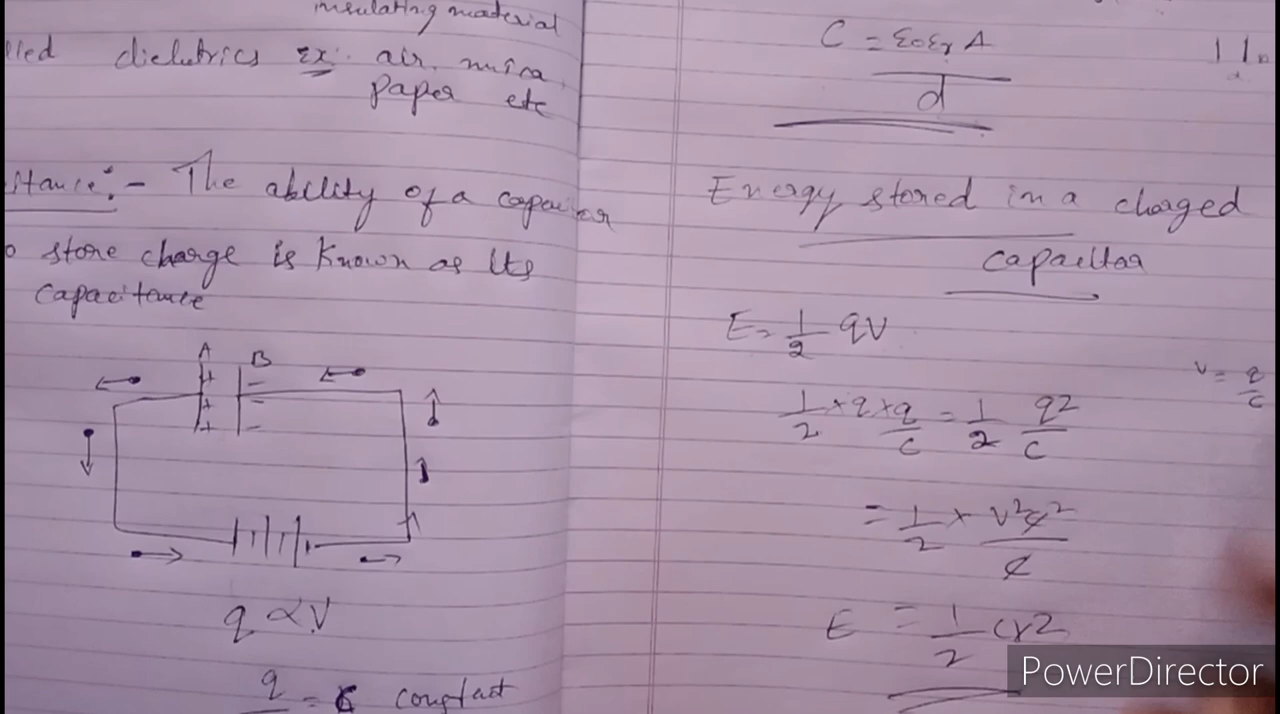 insulating material
lled dielectrics Ex: air, mica
paper etc
itance:- The ability of a capacitor
o store charge is known as its
capacitance
A B
+ -
+ -
+ -
q ∝ V
q = C constant
C = ε₀εᵣA
d
Energy stored in a charged
capacitor
E = 1/2 qV
V = q/c
1/2 × q × q/c = 1/2 q²/c
= 1/2 × V²c²/c
E = 1/2 CV²
PowerDirector